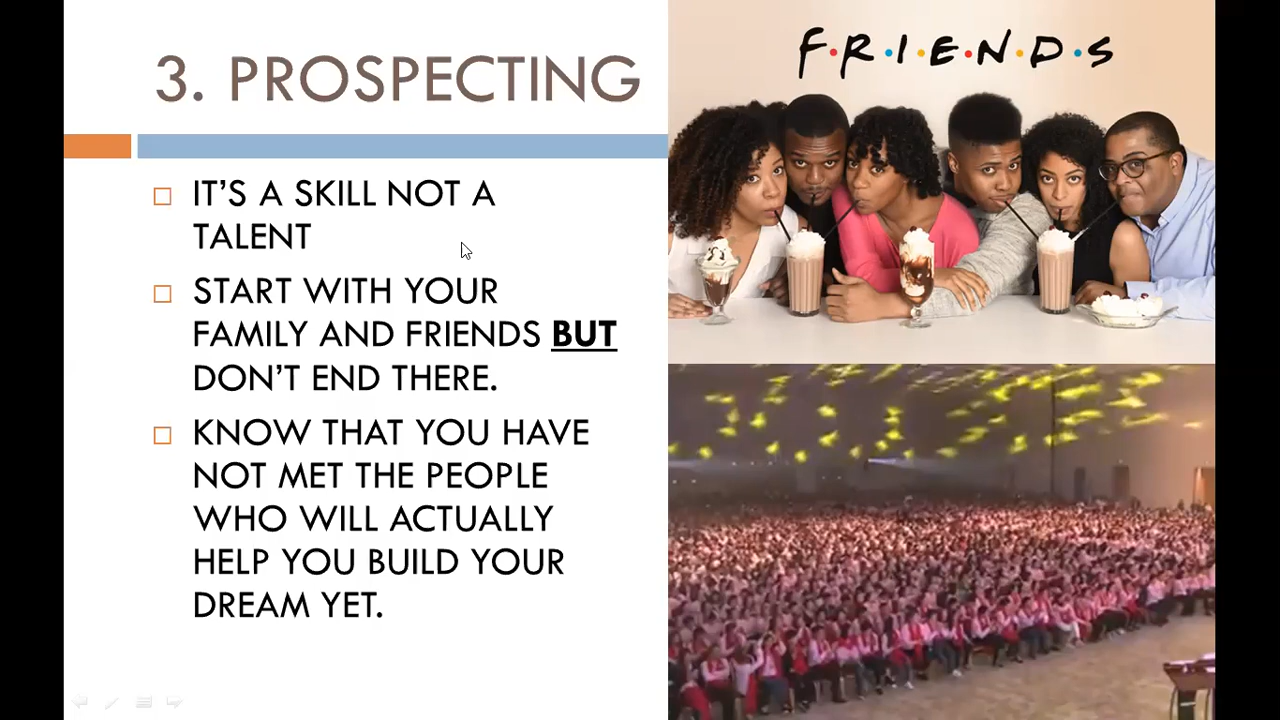 3. PROSPECTING
IT’S A SKILL NOT A
TALENT
START WITH YOUR
FAMILY AND FRIENDS BUT
DON’T END THERE.
KNOW THAT YOU HAVE
NOT MET THE PEOPLE
WHO WILL ACTUALLY
HELP YOU BUILD YOUR
DREAM YET.
F•R•I•E•N•D•S